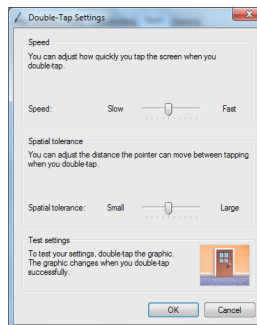 Double-Tap Settings
Speed
You can adjust how quickly you tap the screen when you
double-tap.
Speed: Slow Fast
Spatial tolerance
You can adjust the distance the pointer can move between tapping
when you double-tap.
Spatial tolerance: Small Large
Test settings
To test your settings, double-tap the graphic.
The graphic changes when you double-tap
successfully.
OK Cancel